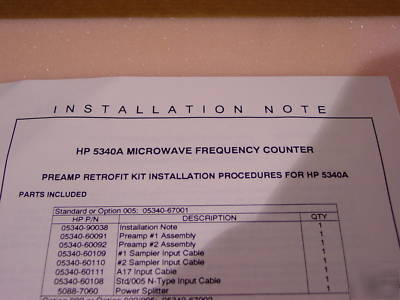 INSTALLATION NOTE
HP 5340A MICROWAVE FREQUENCY COUNTER
PREAMP RETROFIT KIT INSTALLATION PROCEDURES FOR HP 5340A
PARTS INCLUDED
Standard or Option 005: 05340-67001
HP P/N DESCRIPTION QTY
05340-90038 Installation Note 1
05340-60091 Preamp #1 Assembly 1
05340-60092 Preamp #2 Assembly 1
05340-60109 #1 Sampler Input Cable 1
05340-60110 #2 Sampler Input Cable 1
05340-60111 A17 Input Cable 1
05340-60108 Std/005 N-Type Input Cable 1
5088-7060 Power Splitter 1